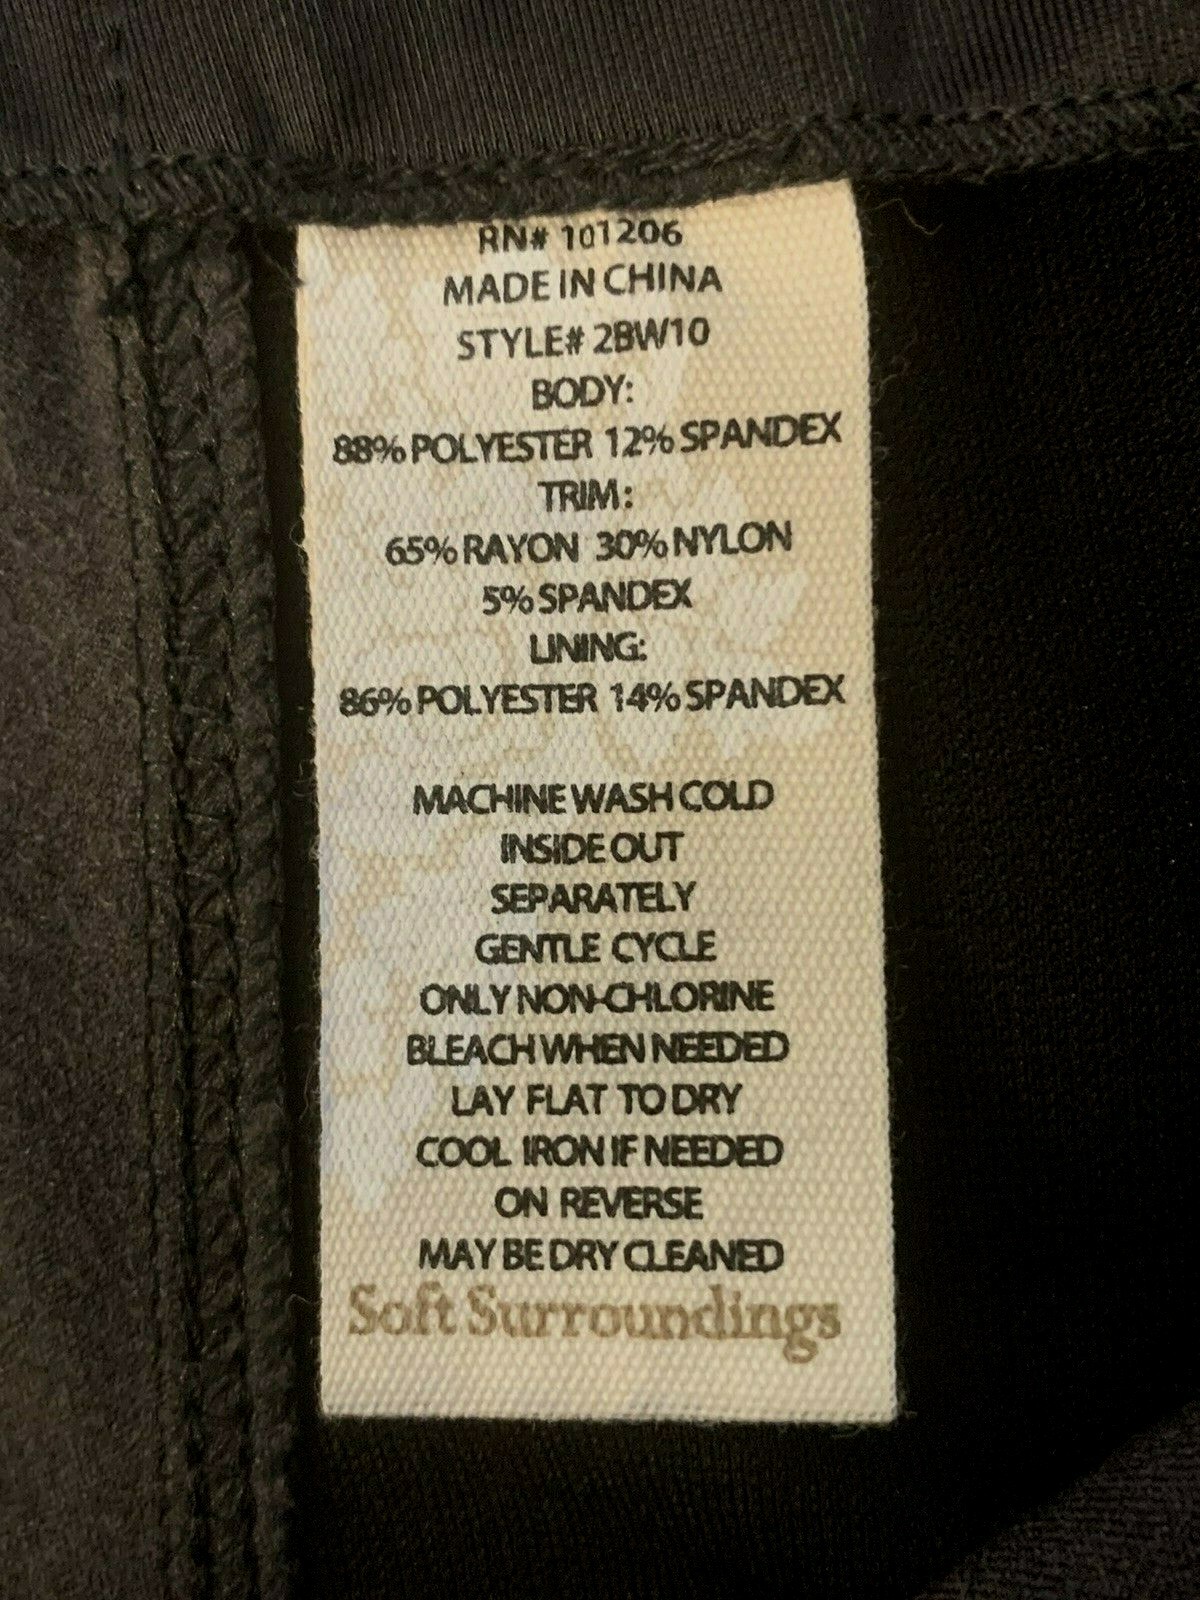 RN# 101206
MADE IN CHINA
STYLE# 2BW10
BODY:
88% POLYESTER 12% SPANDEX
TRIM:
65% RAYON 30% NYLON
5% SPANDEX
LINING:
86% POLYESTER 14% SPANDEX
MACHINE WASH COLD
INSIDE OUT
SEPARATELY
GENTLE CYCLE
ONLY NON-CHLORINE
BLEACH WHEN NEEDED
LAY FLAT TO DRY
COOL IRON IF NEEDED
ON REVERSE
MAY BE DRY CLEANED
Soft Surroundings